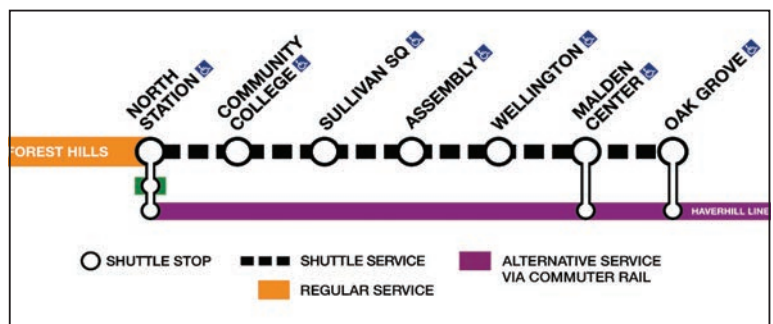 NORTH
STATION
COMMUNITY
COLLEGE
SULLIVAN SQ
ASSEMBLY
WELLINGTON
MALDEN
CENTER
OAK GROVE
FOREST HILLS
HAVERHILL LINE
SHUTTLE STOP
SHUTTLE SERVICE
ALTERNATIVE SERVICE
VIA COMMUTER RAIL
REGULAR SERVICE